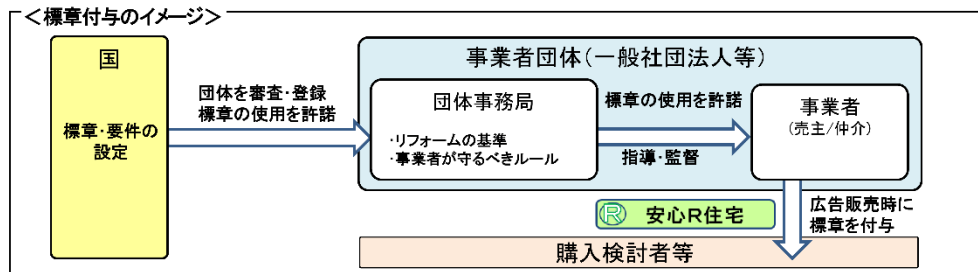 ＜標章付与のイメージ＞
国
標章・要件の
設定
団体を審査・登録
標章の使用を許諾
事業者団体（一般社団法人等）
団体事務局
・リフォームの基準
・事業者が守るべきルール
標章の使用を許諾
指導・監督
事業者
（売主/仲介）
R 安心R住宅
広告販売時に
標章を付与
購入検討者等